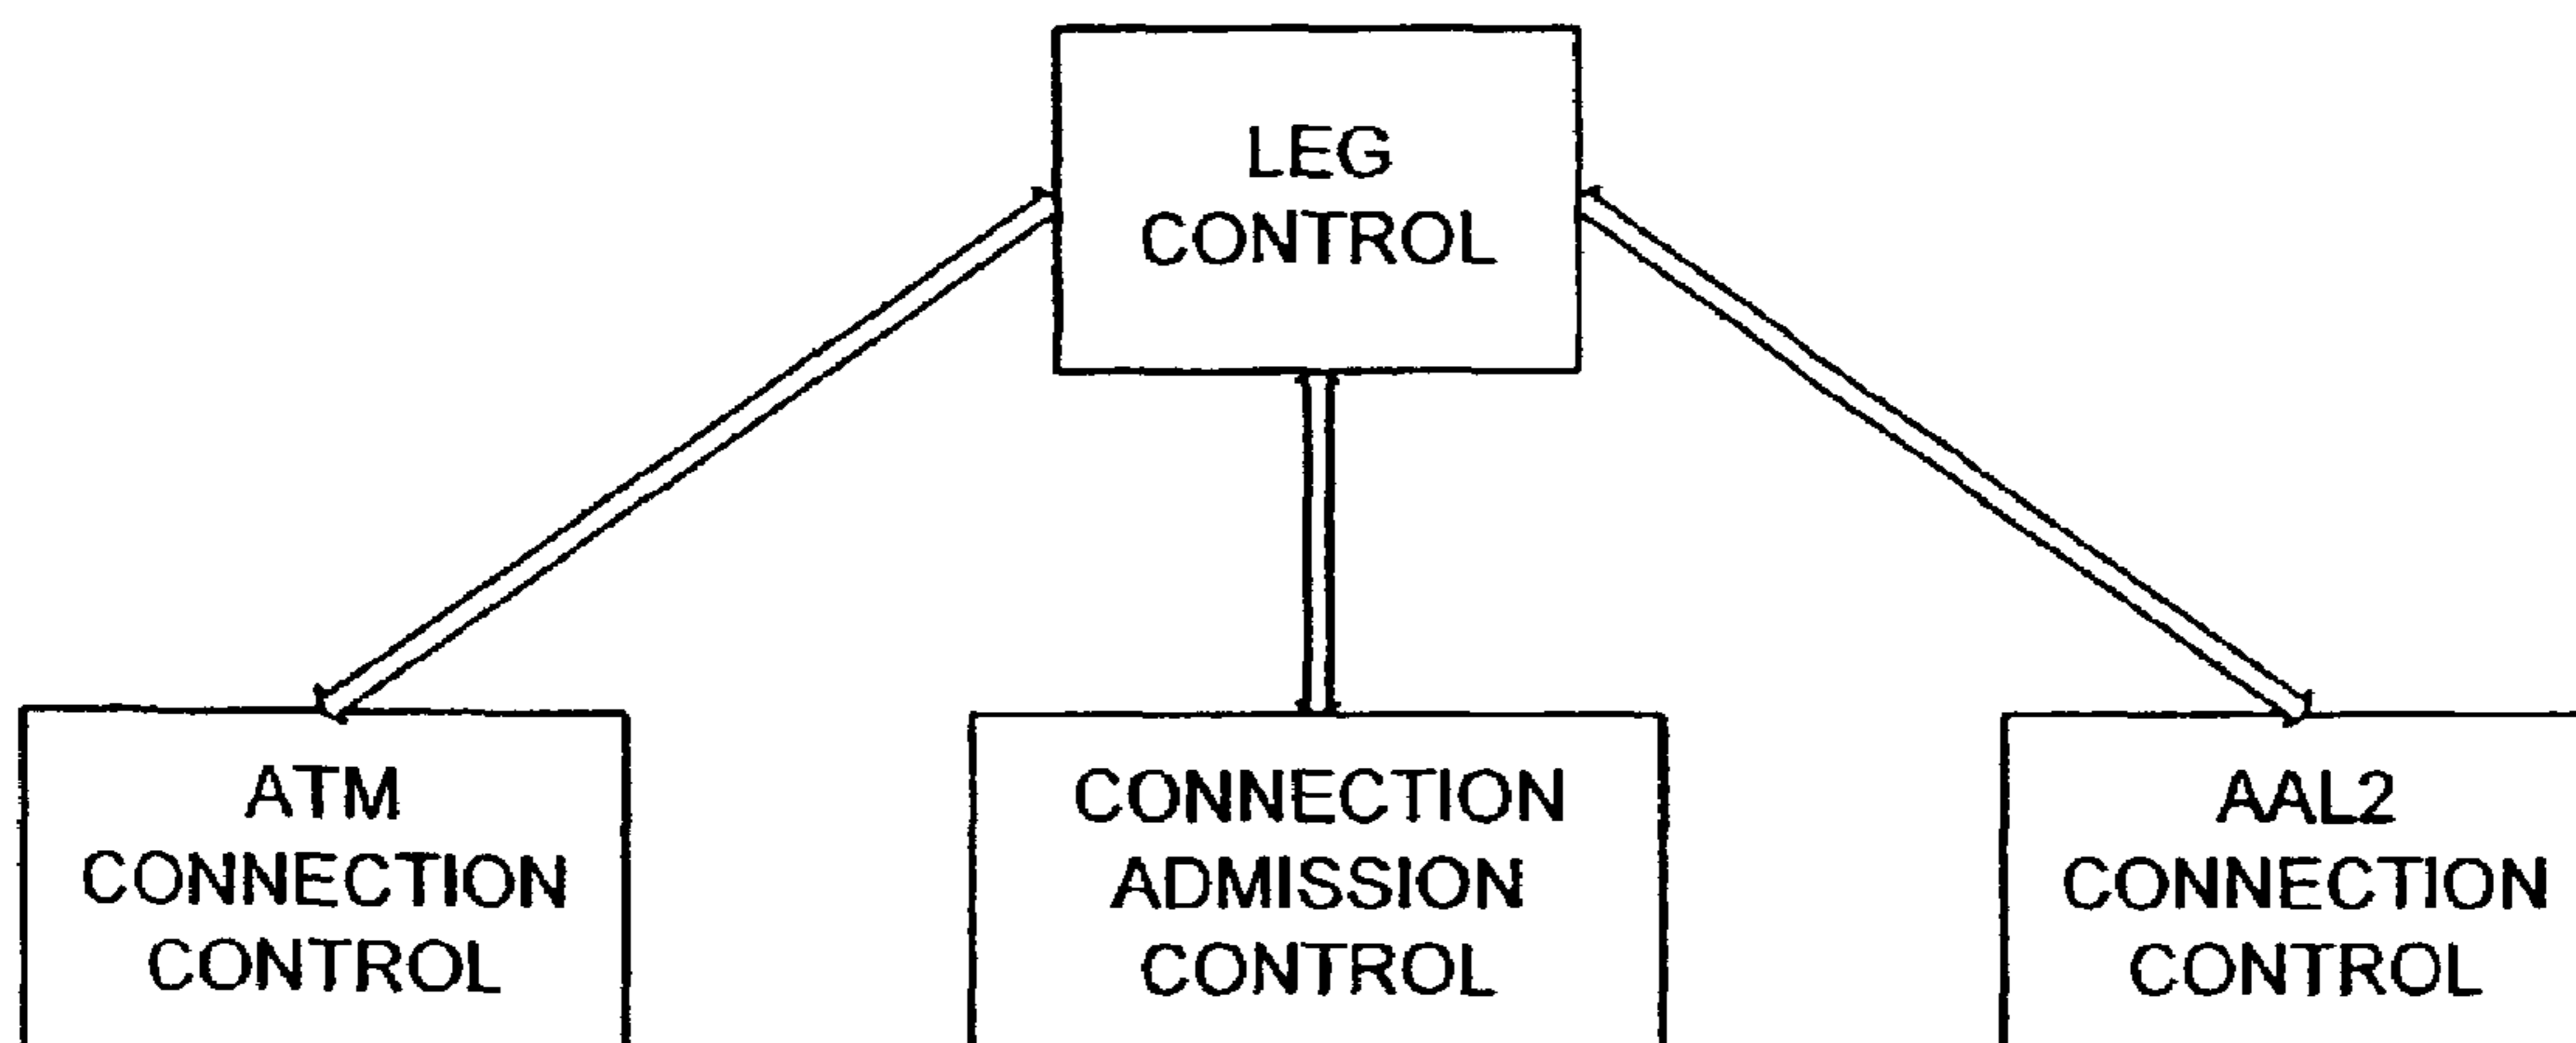 LEG
CONTROL
ATM
CONNECTION
CONTROL
CONNECTION
ADMISSION
CONTROL
AAL2
CONNECTION
CONTROL